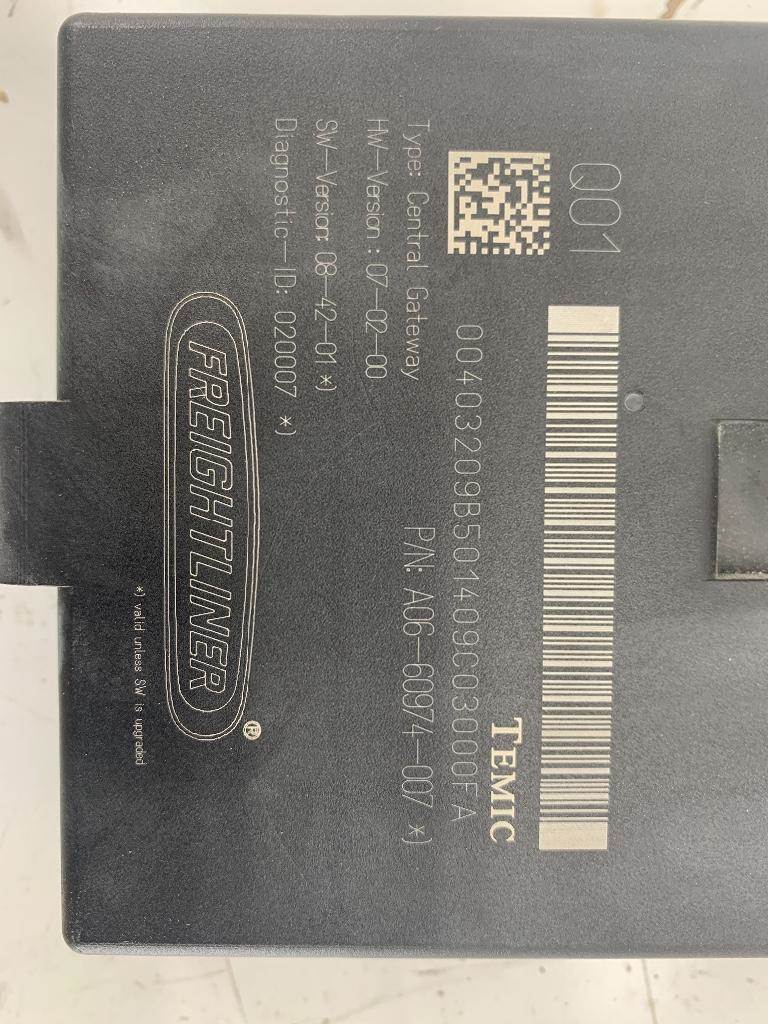 Q01
00403209B501409C03000FA
TEMIC
Type: Central Gateway
P/N: A06-60974-007 *)
HW-Version : 07-02-00
SW-Version: 08-42-01 *)
Diagnostic-ID: 020007 *)
FREIGHTLINER®
*) valid unless SW is upgraded